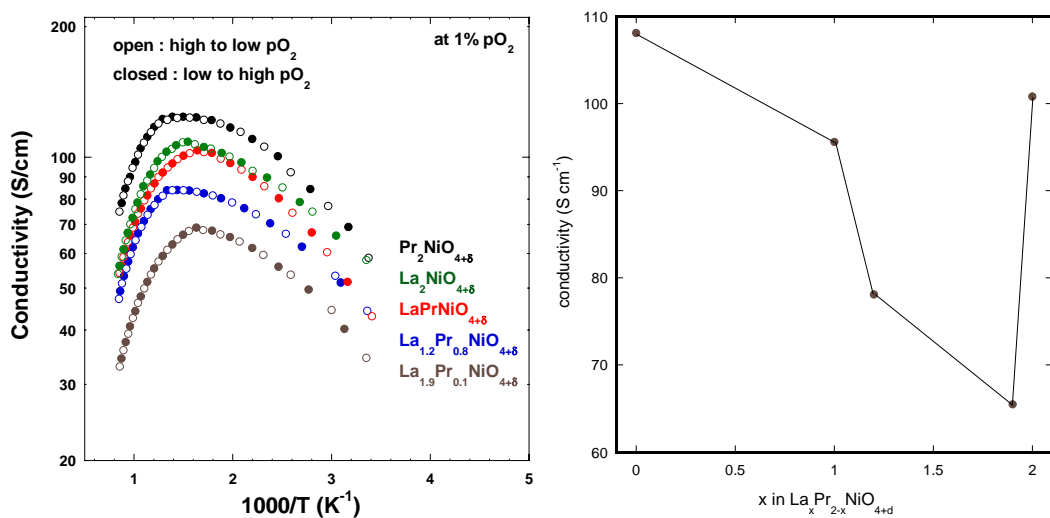 200
100
90
80
70
60
50
40
30
20
Conductivity (S/cm)
open : high to low pO2
closed : low to high pO2
at 1% pO2
Pr2NiO4+δ
La2NiO4+δ
LaPrNiO4+δ
La1.2Pr0.8NiO4+δ
La1.9Pr0.1NiO4+δ
1 2 3 4 5
1000/T (K-1)
110
100
90
80
70
60
conductivity (S cm-1)
0 0.5 1 1.5 2
x in LaxPr2-xNiO4+d